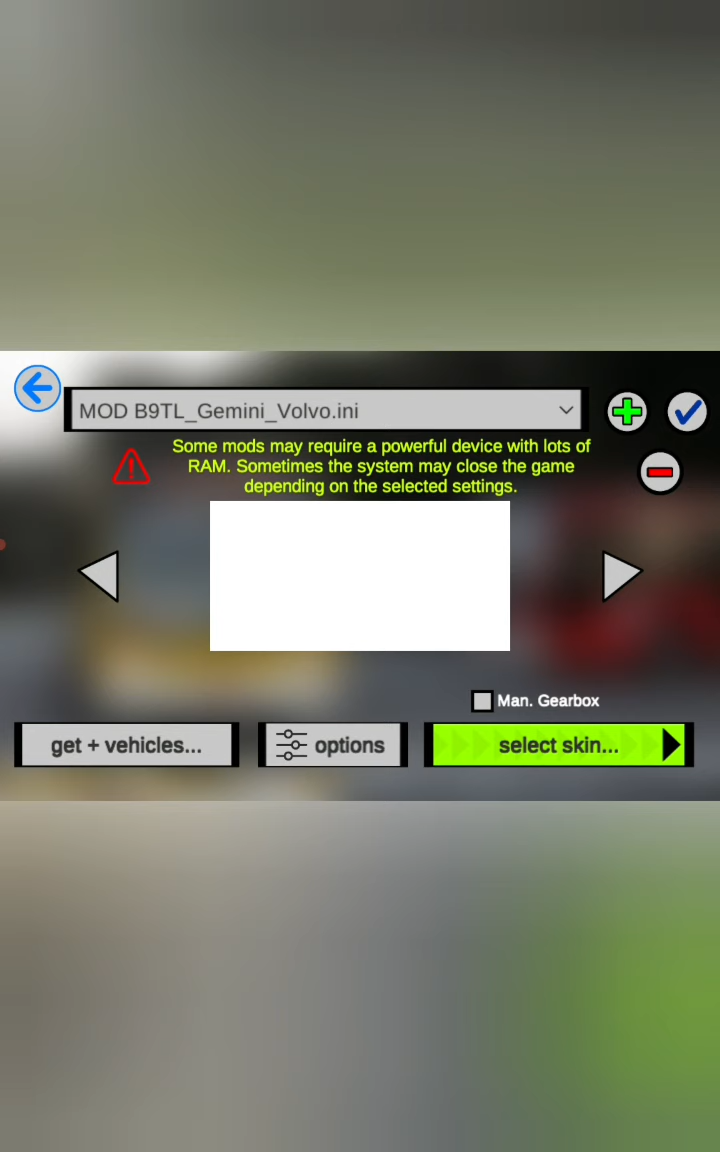 MOD B9TL_Gemini_Volvo.ini
Some mods may require a powerful device with lots of
RAM. Sometimes the system may close the game
depending on the selected settings.
Man. Gearbox
get + vehicles...
options
select skin...